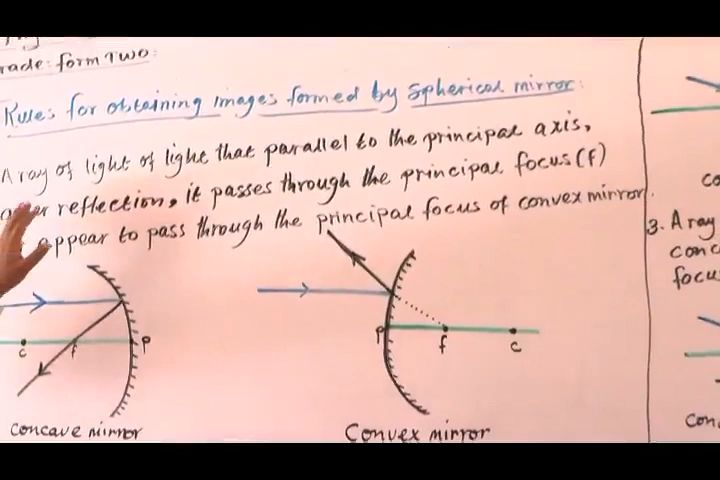 rade: form Two:
Rules for obtaining images formed by spherical mirror:
A ray of light of light that parallel to the principal axis,
reflection, it passes through the principal focus (f)
appear to pass through the principal focus of convex mirror.
c f P
concave mirror
P f c
Convex mirror
co
3. A ray
conc
focu
conc